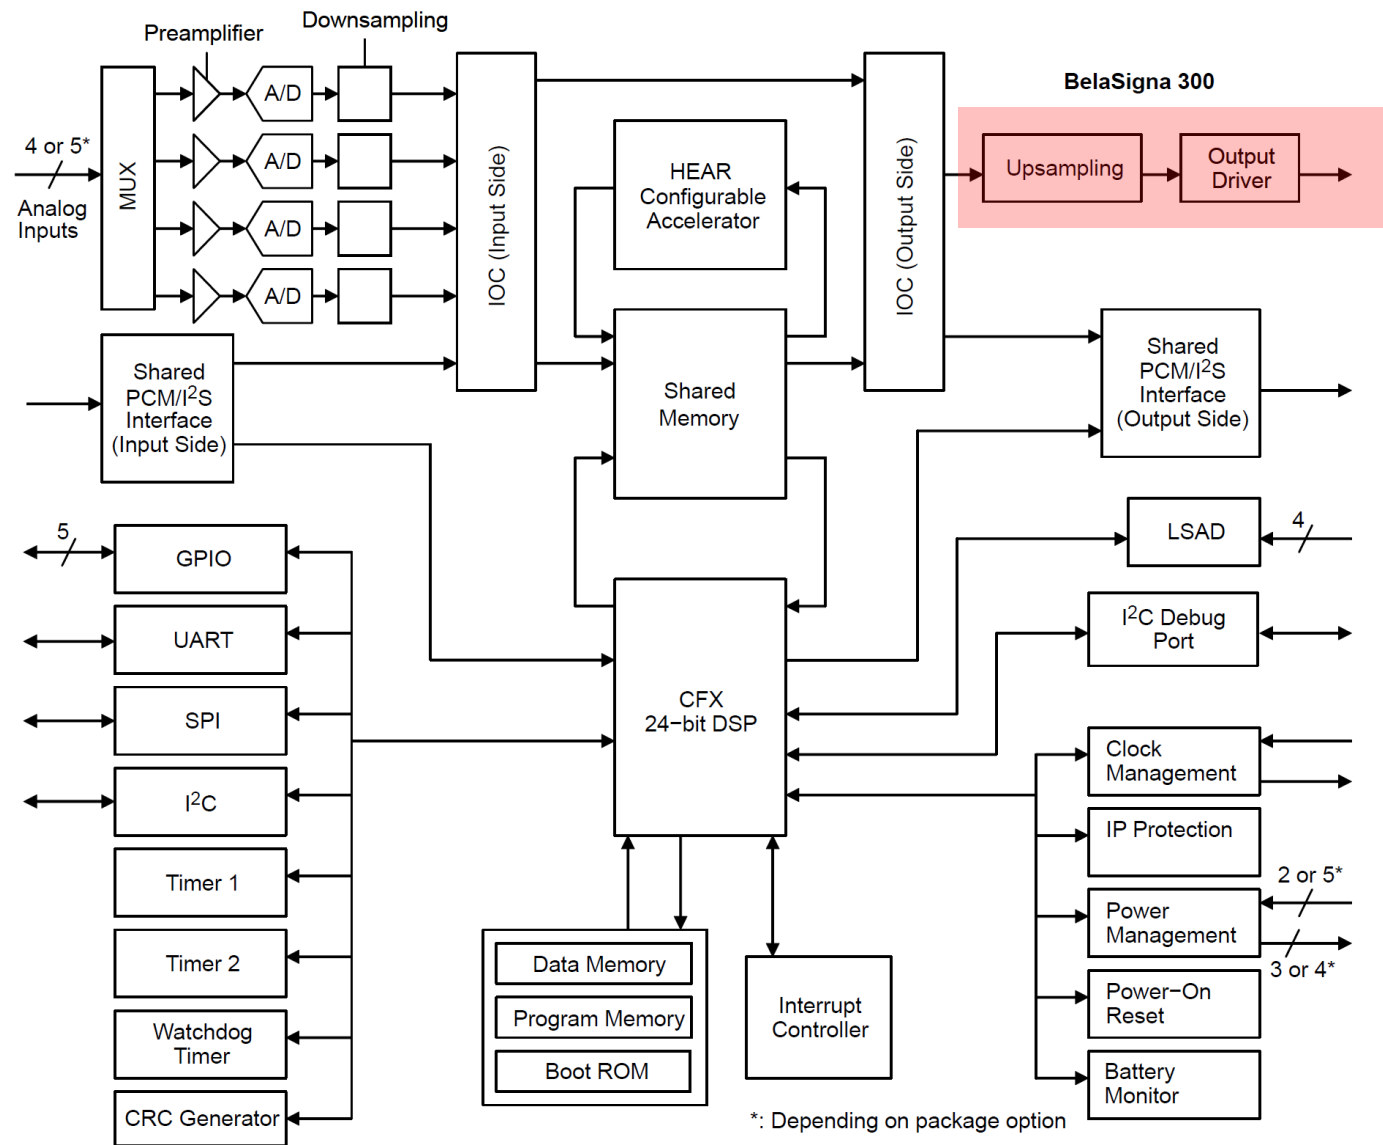 Downsampling
Preamplifier
BelaSigna 300
4 or 5*
Analog
Inputs
MUX
A/D
A/D
A/D
A/D
IOC (Input Side)
HEAR
Configurable
Accelerator
IOC (Output Side)
Upsampling
Output
Driver
Shared
PCM/I²S
Interface
(Input Side)
Shared
Memory
Shared
PCM/I²S
Interface
(Output Side)
5
GPIO
UART
SPI
I²C
Timer 1
Timer 2
Watchdog
Timer
CRC Generator
CFX
24−bit DSP
Data Memory
Program Memory
Boot ROM
Interrupt
Controller
LSAD
4
I²C Debug
Port
Clock
Management
IP Protection
2 or 5*
Power
Management
3 or 4*
Power−On
Reset
Battery
Monitor
*: Depending on package option